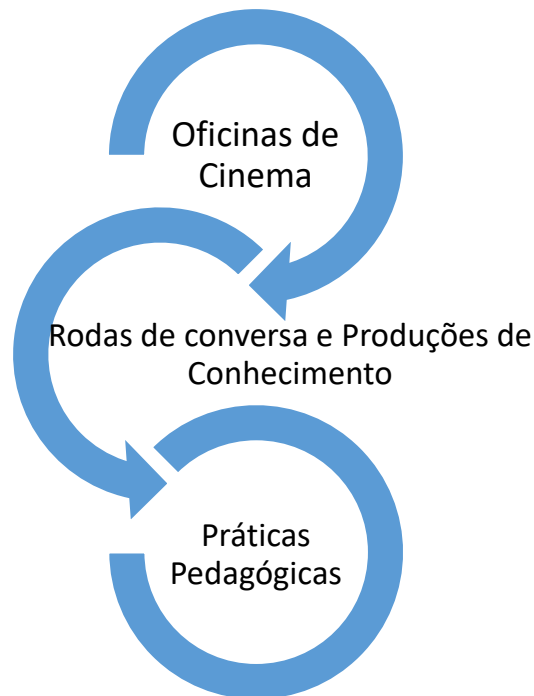 Oficinas de
Cinema
Rodas de conversa e Produções de
Conhecimento
Práticas
Pedagógicas